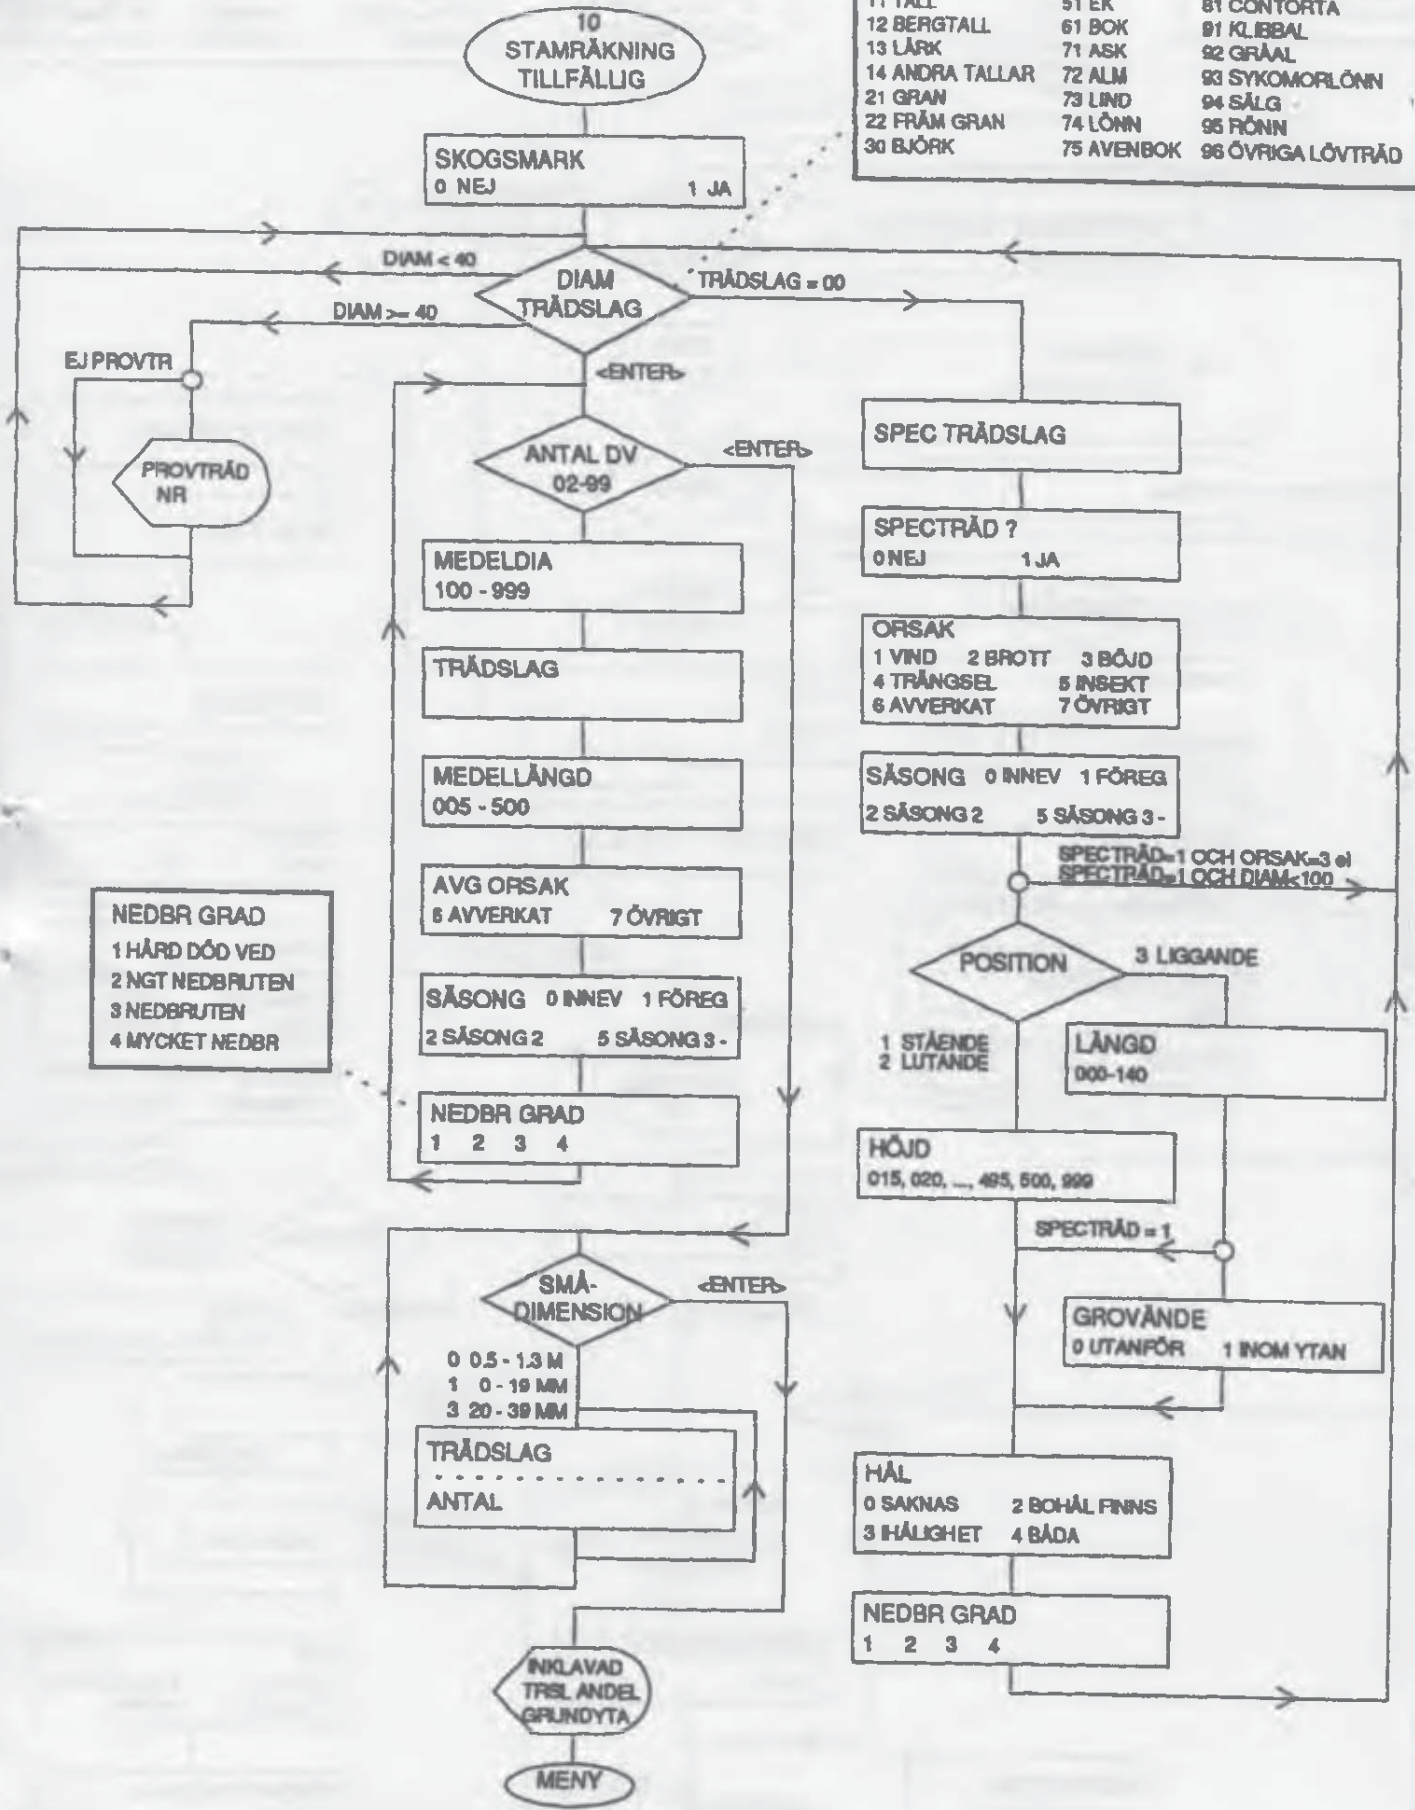 10
STAMRÄKNING
TILLFÄLLIG
11 TALL 51 EK 81 CONTORTA
12 BERGTALL 61 BOK 91 KLIBBAL
13 LÄRK 71 ASK 92 GRÅAL
14 ANDRA TALLAR 72 ALM 93 SYKOMORLÖNN
21 GRAN 73 LIND 94 SÄLG
22 FRÄM GRAN 74 LÖNN 95 RÖNN
30 BJÖRK 75 AVENBOK 96 ÖVRIGA LÖVTRÄD
SKOGSMARK
0 NEJ 1 JA
DIAM < 40
DIAM
TRÄDSLAG
TRÄDSLAG = 00
DIAM >= 40
EJ PROVTR
<ENTER>
PROVTRÄD
NR
ANTAL DV
02-99
<ENTER>
MEDELDIA
100 - 999
TRÄDSLAG
MEDELLÄNGD
005 - 500
AVG ORSAK
6 AVVERKAT 7 ÖVRIGT
SÄSONG 0 INNEV 1 FÖREG
2 SÄSONG 2 5 SÄSONG 3 -
NEDBR GRAD
1 2 3 4
NEDBR GRAD
1 HÅRD DÖD VED
2 NGT NEDBRUTEN
3 NEDBRUTEN
4 MYCKET NEDBR
SMÅ-
DIMENSION
<ENTER>
0 0.5 - 1.3 M
1 0 - 19 MM
3 20 - 39 MM
TRÄDSLAG
ANTAL
INKLAVAD
TRSL ANDEL
GRUNDYTA
MENY
SPEC TRÄDSLAG
SPECTRÄD ?
0 NEJ 1 JA
ORSAK
1 VIND 2 BROTT 3 BÖJD
4 TRÄNGSEL 5 INSEKT
6 AVVERKAT 7 ÖVRIGT
SÄSONG 0 INNEV 1 FÖREG
2 SÄSONG 2 5 SÄSONG 3 -
SPECTRÄD=1 OCH ORSAK=3 el
SPECTRÄD=1 OCH DIAM<100
POSITION
3 LIGGANDE
1 STÅENDE
2 LUTANDE
LÄNGD
000-140
HÖJD
015, 020, ..., 495, 500, 999
SPECTRÄD = 1
GROVÄNDE
0 UTANFÖR 1 INOM YTAN
HÅL
0 SAKNAS 2 BOHÅL FINNS
3 IHÅLIGHET 4 BÅDA
NEDBR GRAD
1 2 3 4